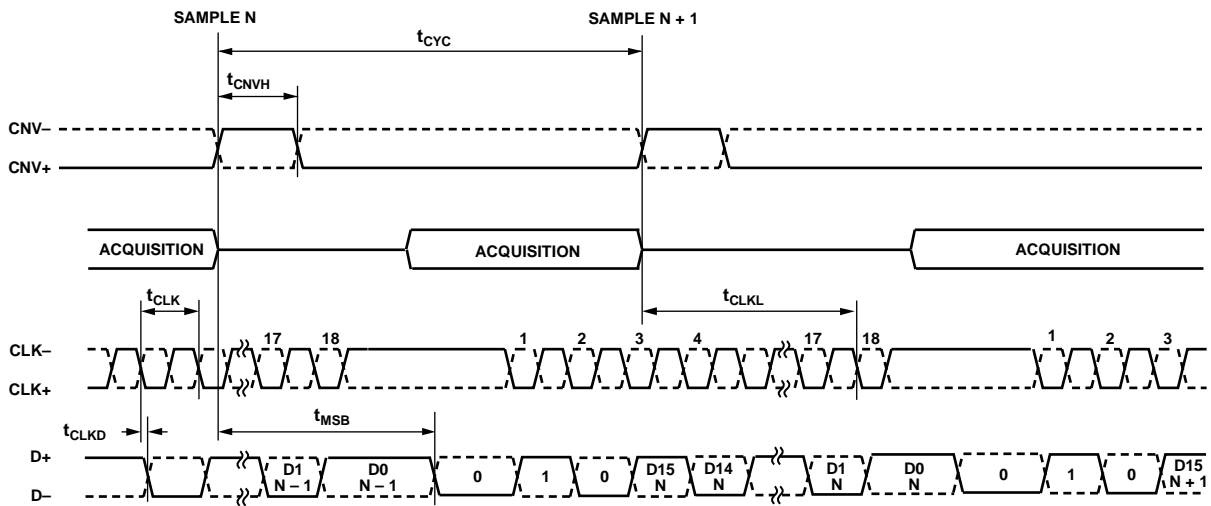 SAMPLE N SAMPLE N + 1
tCYC
tCNVH
CNV–
CNV+
ACQUISITION ACQUISITION ACQUISITION
tCLK tCLKL
17 18 1 2 3 4 17 18 1 2 3
CLK–
CLK+
tCLKD tMSB
D+
D1 D0 0 1 0 D15 D14 D1 D0 0 1 0 D15
N – 1 N – 1 N N N N N + 1
D–